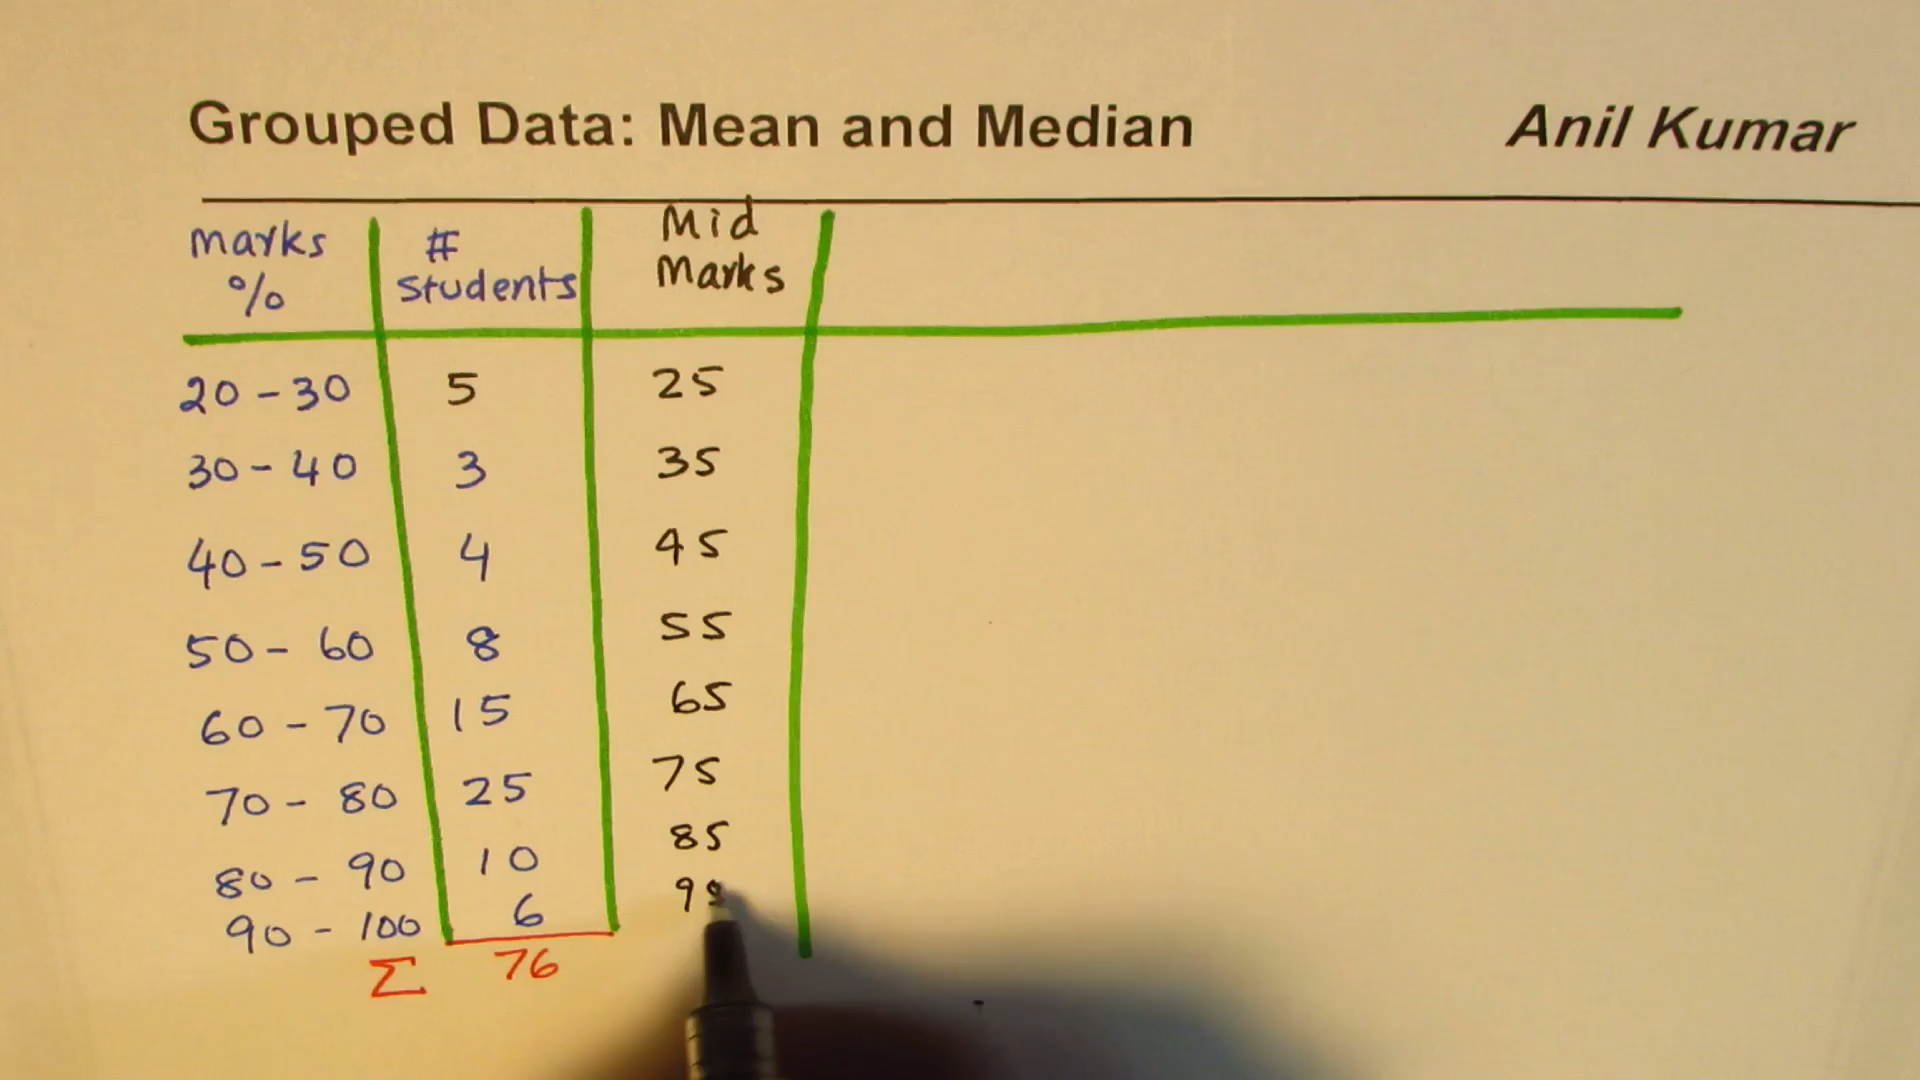 Grouped Data: Mean and Median Anil Kumar
marks % # students Mid Marks
20 - 30 5 25
30 - 40 3 35
40 - 50 4 45
50 - 60 8 55
60 - 70 15 65
70 - 80 25 75
80 - 90 10 85
90 - 100 6
Σ 76